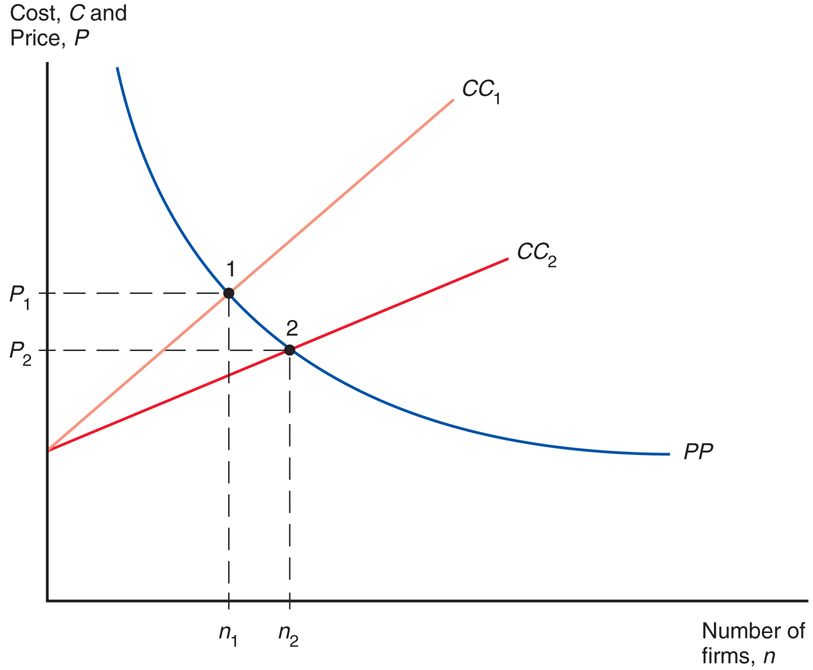 Cost, C and
Price, P
CC1
CC2
1
P1
2
P2
PP
n1
n2
Number of
firms, n